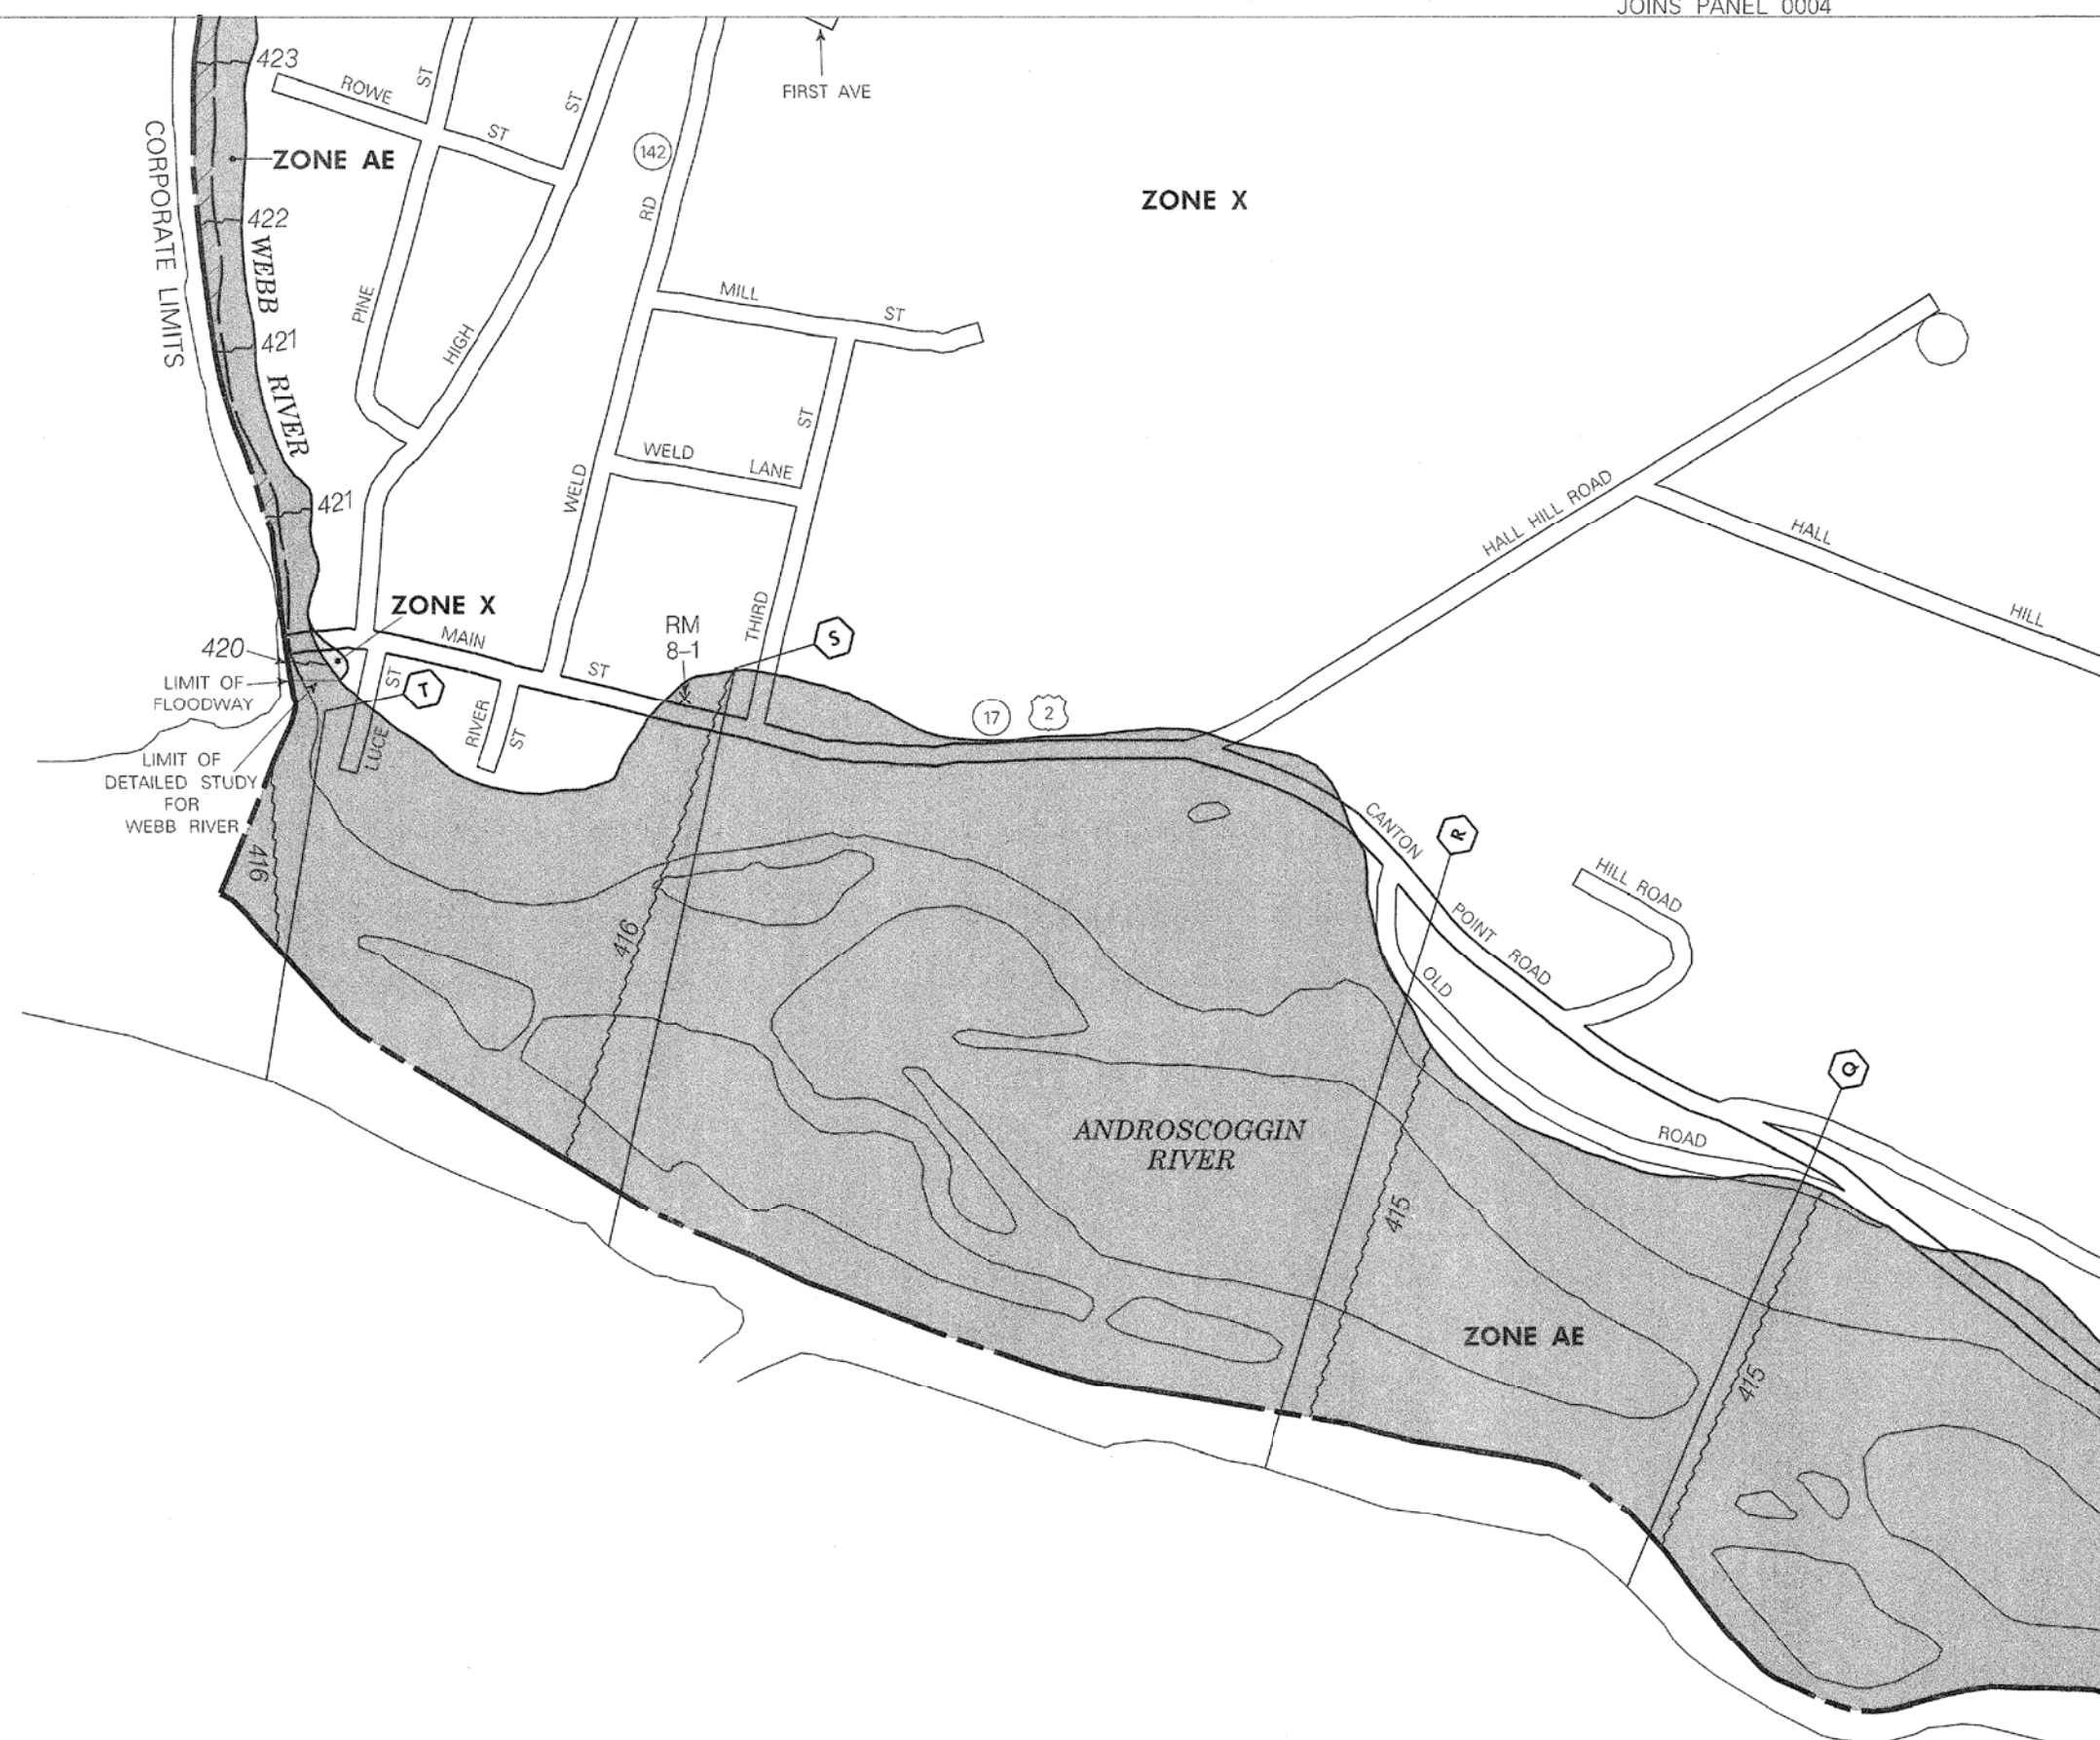 JOINS PANEL 0004
423
ROWE
ST
ST
ST
FIRST AVE
CORPORATE LIMITS
ZONE AE
142
RD
ZONE X
422
WEBB RIVER
PINE
HIGH
MILL
ST
421
ST
WELD
LANE
WELD
421
HALL HILL ROAD
HALL
HILL
ZONE X
MAIN
ST
RM
8-1
THIRD
S
420
LIMIT OF
FLOODWAY
ST
T
RIVER
ST
LUCE
17
2
LIMIT OF
DETAILED STUDY
FOR
WEBB RIVER
416
CANTON
POINT
ROAD
R
HILL ROAD
416
OLD
ROAD
Q
ANDROSCOGGIN
RIVER
415
ZONE AE
415